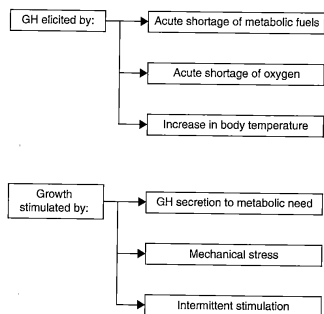 GH elicited by:
Acute shortage of metabolic fuels
Acute shortage of oxygen
Increase in body temperature
Growth
stimulated by:
GH secretion to metabolic need
Mechanical stress
Intermittent stimulation